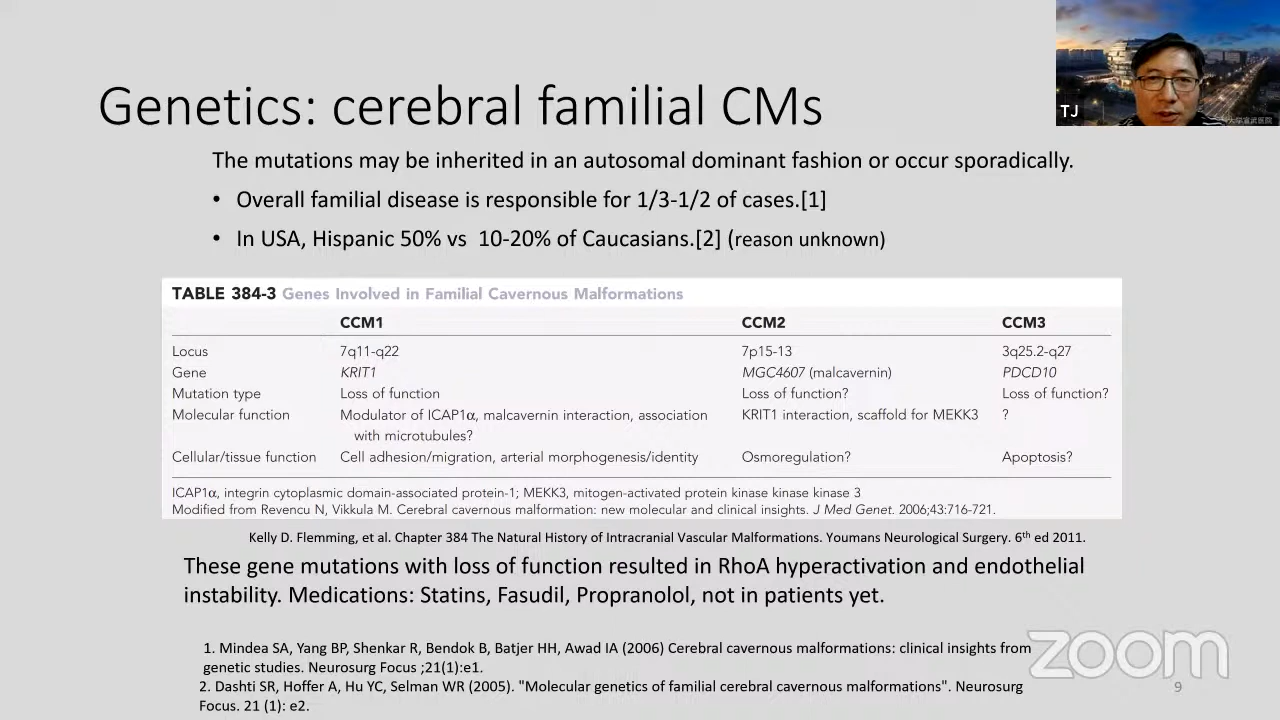 TJ
Genetics: cerebral familial CMs
The mutations may be inherited in an autosomal dominant fashion or occur sporadically.
• Overall familial disease is responsible for 1/3-1/2 of cases.[1]
• In USA, Hispanic 50% vs 10-20% of Caucasians.[2] (reason unknown)
TABLE 384-3 Genes Involved in Familial Cavernous Malformations
CCM1 CCM2 CCM3
Locus 7q11-q22 7p15-13 3q25.2-q27
Gene KRIT1 MGC4607 (malcavernin) PDCD10
Mutation type Loss of function Loss of function? Loss of function?
Molecular function Modulator of ICAP1α, malcavernin interaction, association KRIT1 interaction, scaffold for MEKK3 ?
with microtubules?
Cellular/tissue function Cell adhesion/migration, arterial morphogenesis/identity Osmoregulation? Apoptosis?
ICAP1α, integrin cytoplasmic domain-associated protein-1; MEKK3, mitogen-activated protein kinase kinase kinase 3
Modified from Revencu N, Vikkula M. Cerebral cavernous malformation: new molecular and clinical insights. J Med Genet. 2006;43:716-721.
Kelly D. Flemming, et al. Chapter 384 The Natural History of Intracranial Vascular Malformations. Youmans Neurological Surgery. 6th ed 2011.
These gene mutations with loss of function resulted in RhoA hyperactivation and endothelial
instability. Medications: Statins, Fasudil, Propranolol, not in patients yet.
1. Mindea SA, Yang BP, Shenkar R, Bendok B, Batjer HH, Awad IA (2006) Cerebral cavernous malformations: clinical insights from
genetic studies. Neurosurg Focus ;21(1):e1.
2. Dashti SR, Hoffer A, Hu YC, Selman WR (2005). "Molecular genetics of familial cerebral cavernous malformations". Neurosurg
Focus. 21 (1): e2.
zoom
9